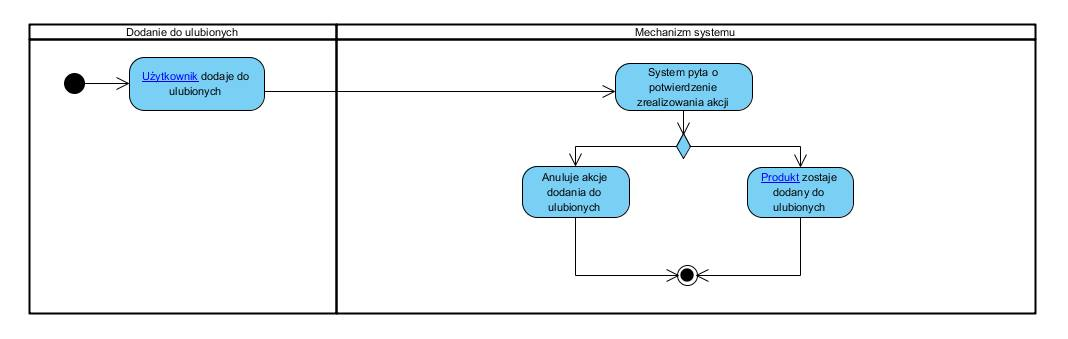 Dodanie do ulubionych
Mechanizm systemu
Użytkownik dodaje do
ulubionych
System pyta o
potwierdzenie
zrealizowania akcji
Anuluje akcje
dodania do
ulubionych
Produkt zostaje
dodany do
ulubionych